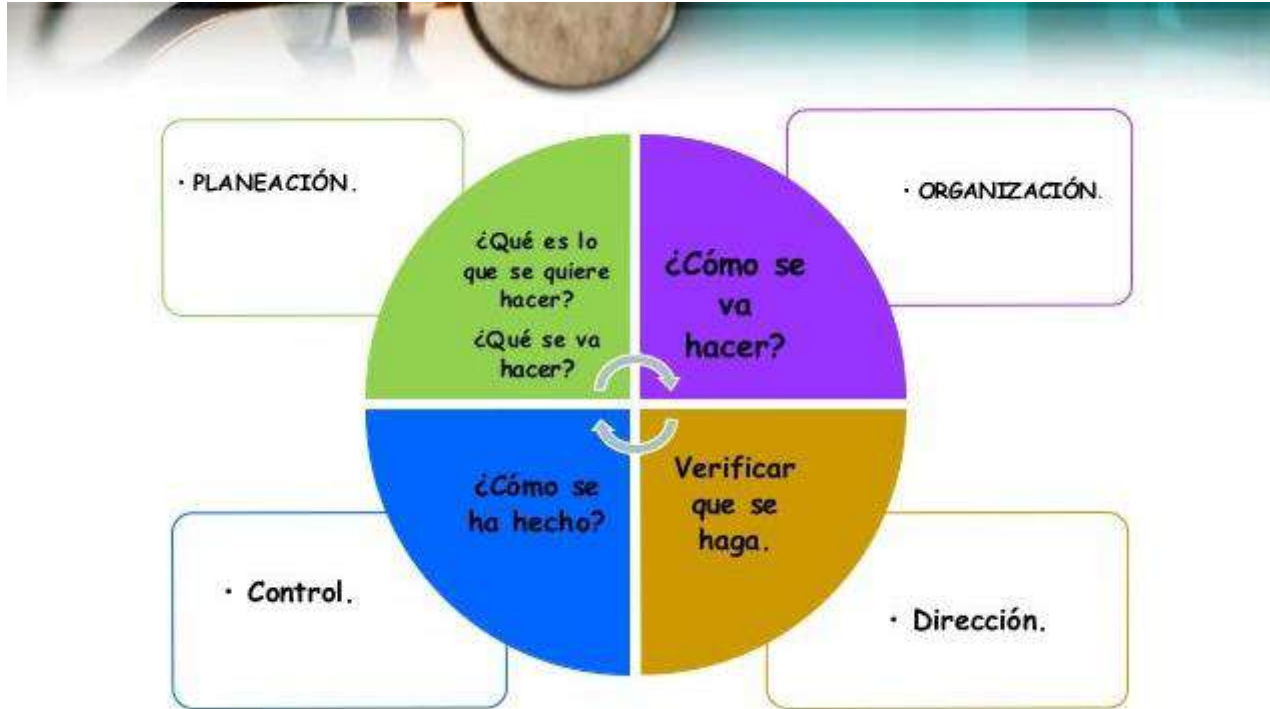 · PLANEACIÓN.
¿Qué es lo
que se quiere
hacer?
¿Qué se va
hacer?
· ORGANIZACIÓN.
¿Cómo se
va
hacer?
¿Cómo se
ha hecho?
· Control.
Verificar
que se
haga.
· Dirección.